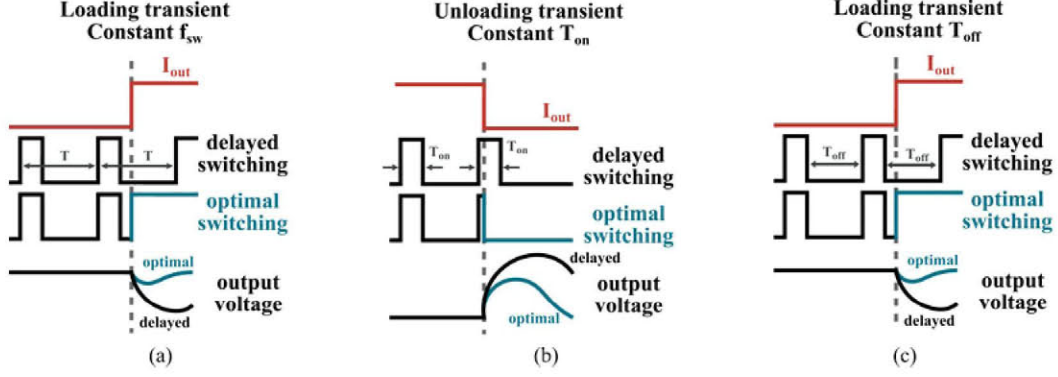 Loading transient
Constant fsw
Iout
T
T
delayed
switching
optimal
switching
optimal
output
voltage
delayed
(a)
Unloading transient
Constant Ton
Iout
Ton
Ton
delayed
switching
optimal
switching
delayed
output
voltage
optimal
(b)
Loading transient
Constant Toff
Iout
Toff
Toff
delayed
switching
optimal
switching
optimal
output
voltage
delayed
(c)